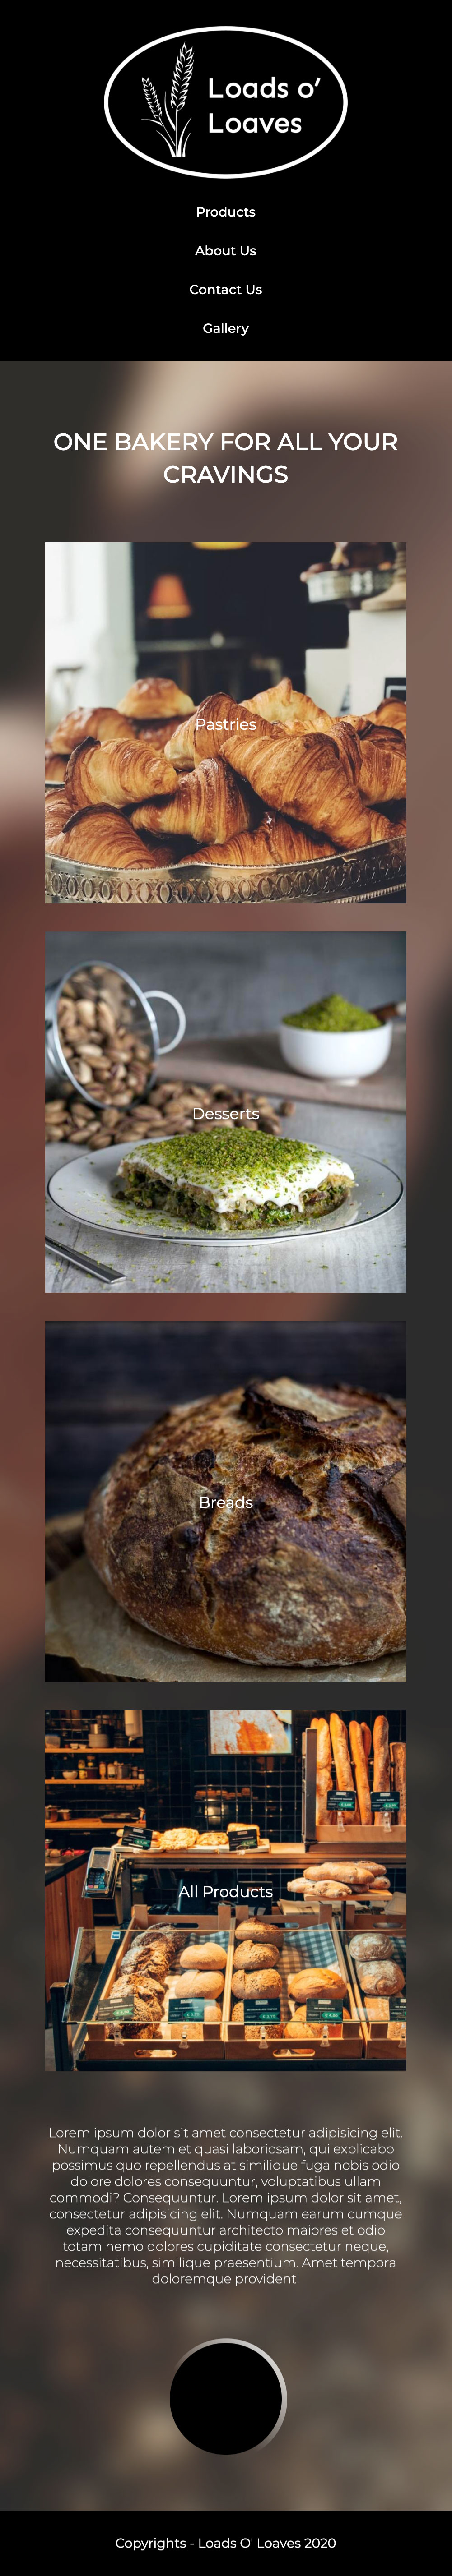 Loads o’
Loaves
Products
About Us
Contact Us
Gallery
ONE BAKERY FOR ALL YOUR
CRAVINGS
Pastries
Desserts
Breads
All Products
Lorem ipsum dolor sit amet consectetur adipisicing elit.
Numquam autem et quasi laboriosam, qui explicabo
possimus quo repellendus at similique fuga nobis odio
dolore dolores consequuntur, voluptatibus ullam
commodi? Consequuntur. Lorem ipsum dolor sit amet,
consectetur adipisicing elit. Numquam earum cumque
expedita consequuntur architecto maiores et odio
totam nemo dolores cupiditate consectetur neque,
necessitatibus, similique praesentium. Amet tempora
doloremque provident!
Copyrights - Loads O' Loaves 2020